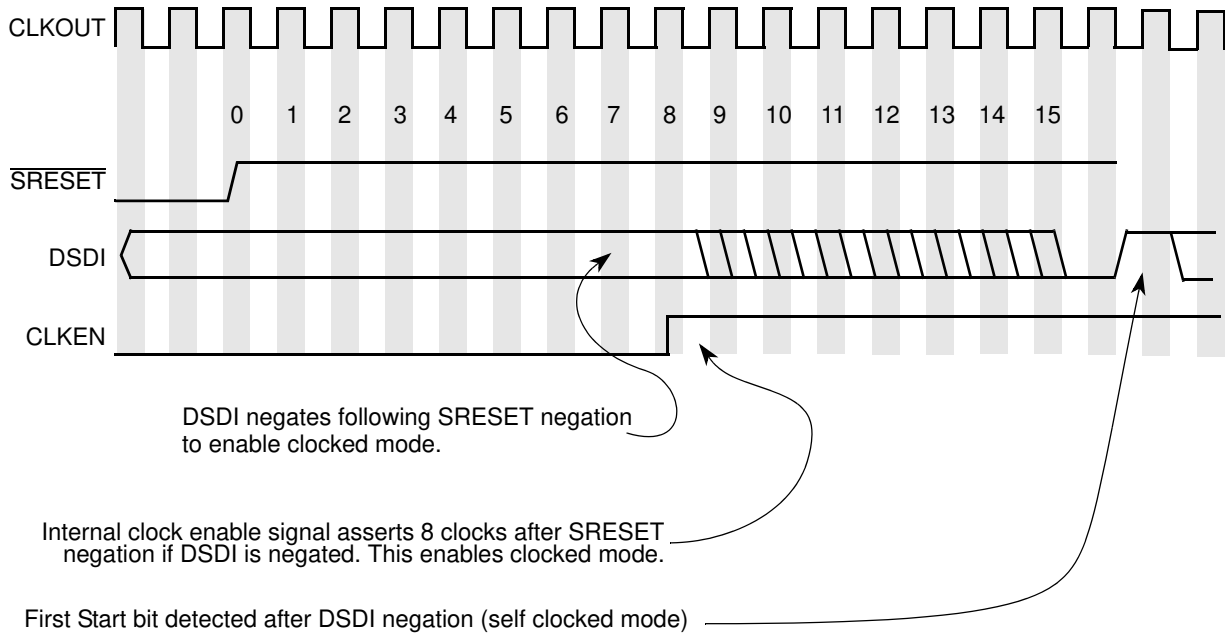 CLKOUT
0 1 2 3 4 5 6 7 8 9 10 11 12 13 14 15
SRESET
DSDI
CLKEN
DSDI negates following SRESET negation
to enable clocked mode.
Internal clock enable signal asserts 8 clocks after SRESET
negation if DSDI is negated. This enables clocked mode.
First Start bit detected after DSDI negation (self clocked mode)